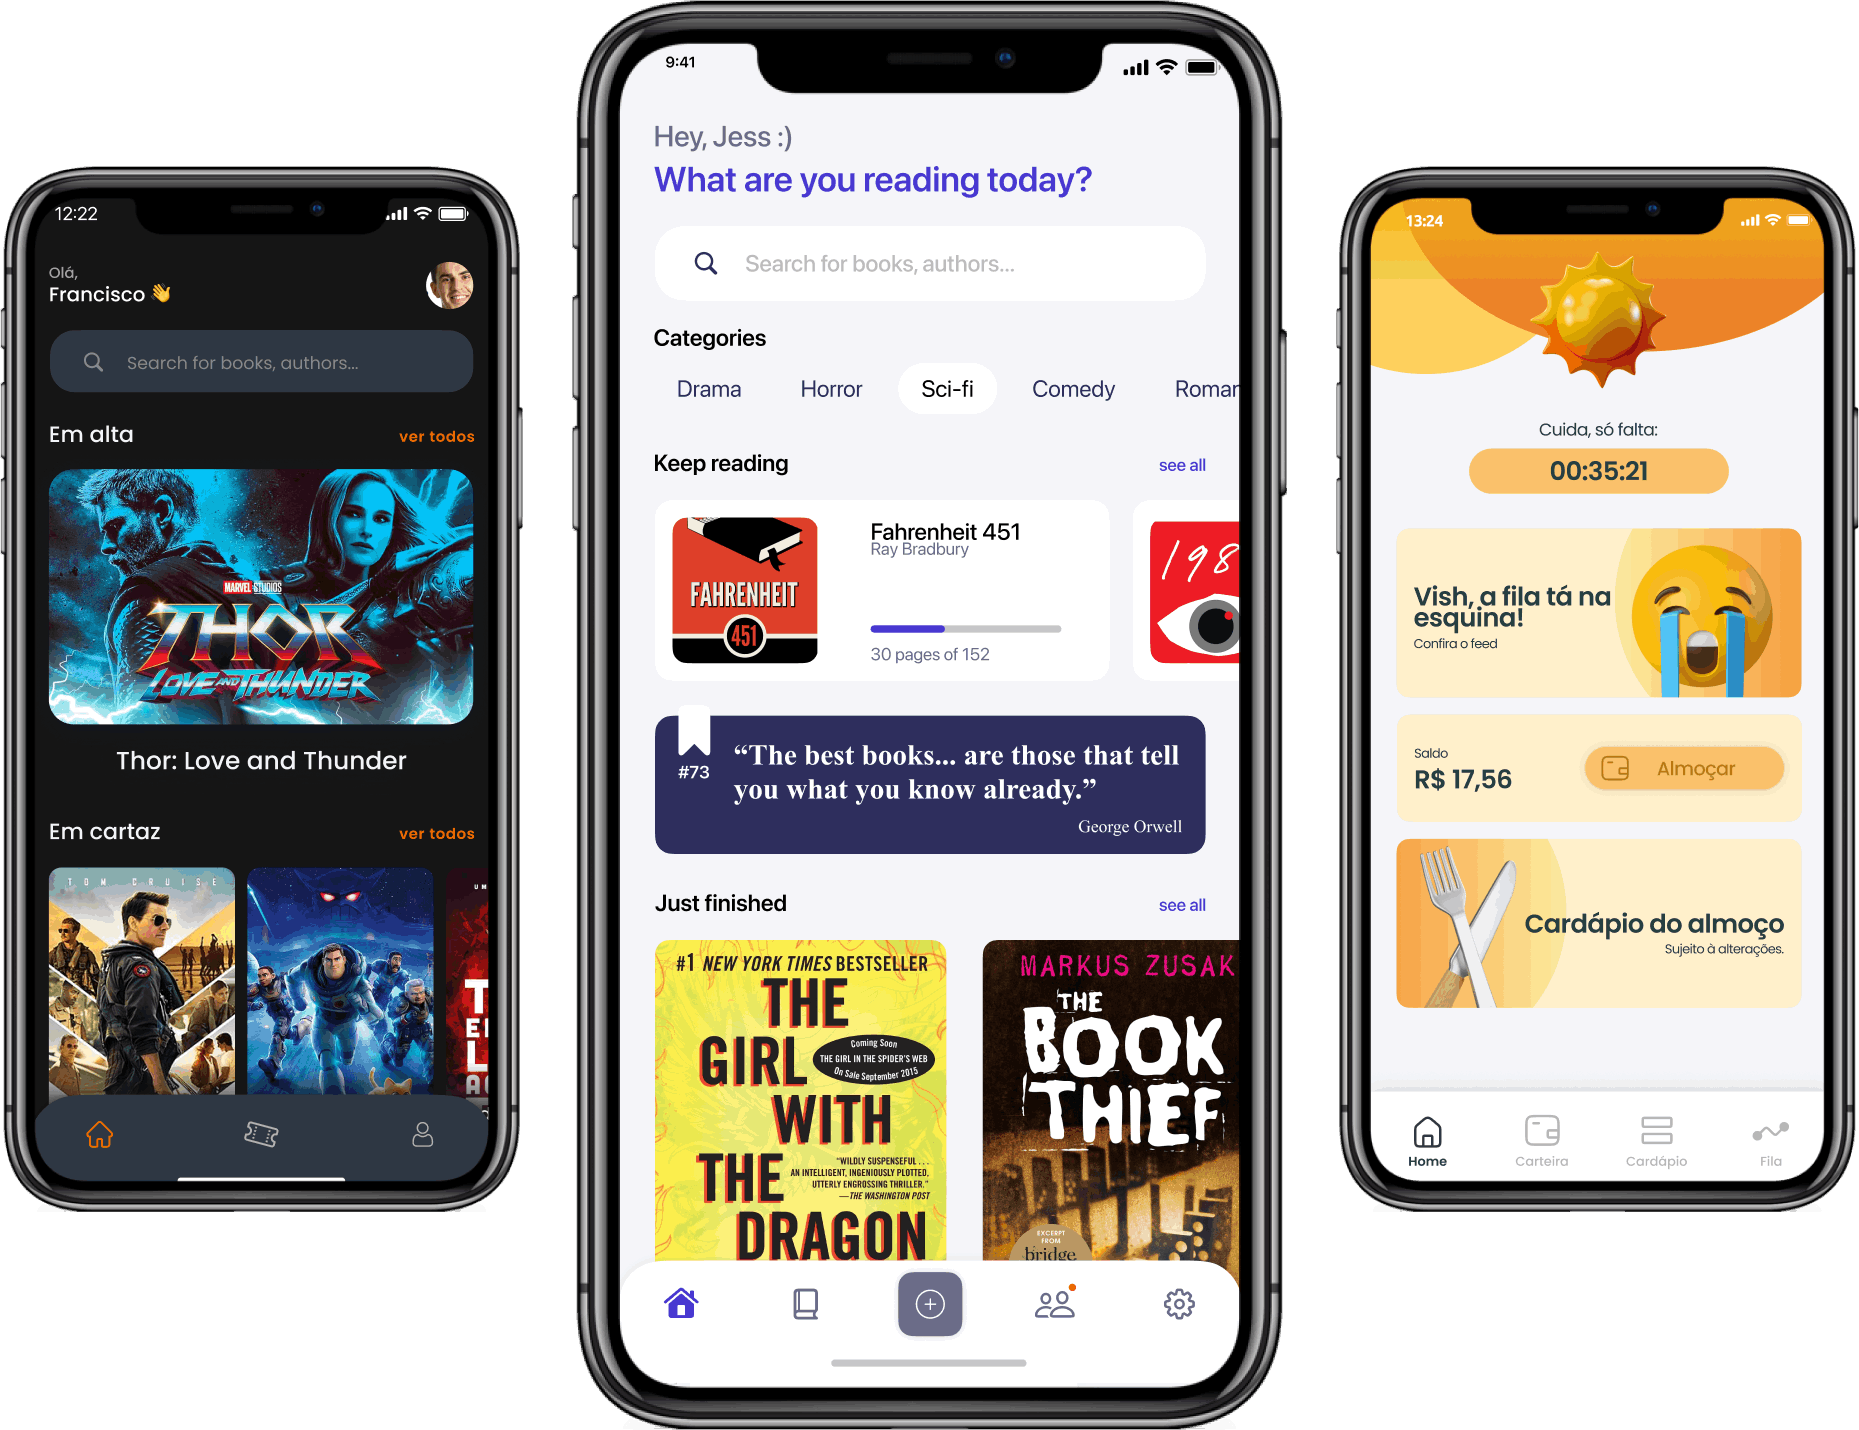 12:22
Olá,
Francisco 👋
Search for books, authors...
Em alta
ver todos
MARVEL STUDIOS
THOR
LOVE AND THUNDER
Thor: Love and Thunder
Em cartaz
ver todos
TOM CRUISE
9:41
Hey, Jess :)
What are you reading today?
Search for books, authors...
Categories
Drama
Horror
Sci-fi
Comedy
Romar
Keep reading
see all
FAHRENHEIT
451
Fahrenheit 451
Ray Bradbury
30 pages of 152
198
#73
“The best books... are those that tell
you what you know already.”
George Orwell
Just finished
see all
#1 NEW YORK TIMES BESTSELLER
THE
GIRL
WITH
THE
DRAGON
Coming Soon
THE GIRL IN THE SPIDER'S WEB
On Sale September 2015
"WILDLY SUSPENSEFUL . . .
AN INTELLIGENT, INGENIOUSLY PLOTTED,
UTTERLY ENGROSSING THRILLER."
—THE WASHINGTON POST
MARKUS ZUSAK
THE
BOOK
THIEF
EXCERPT
FROM
bridge
13:24
Cuida, só falta:
00:35:21
Vish, a fila tá na
esquina!
Confira o feed
Saldo
R$ 17,56
Almoçar
Cardápio do almoço
Sujeito à alterações.
Home
Carteira
Cardápio
Fila